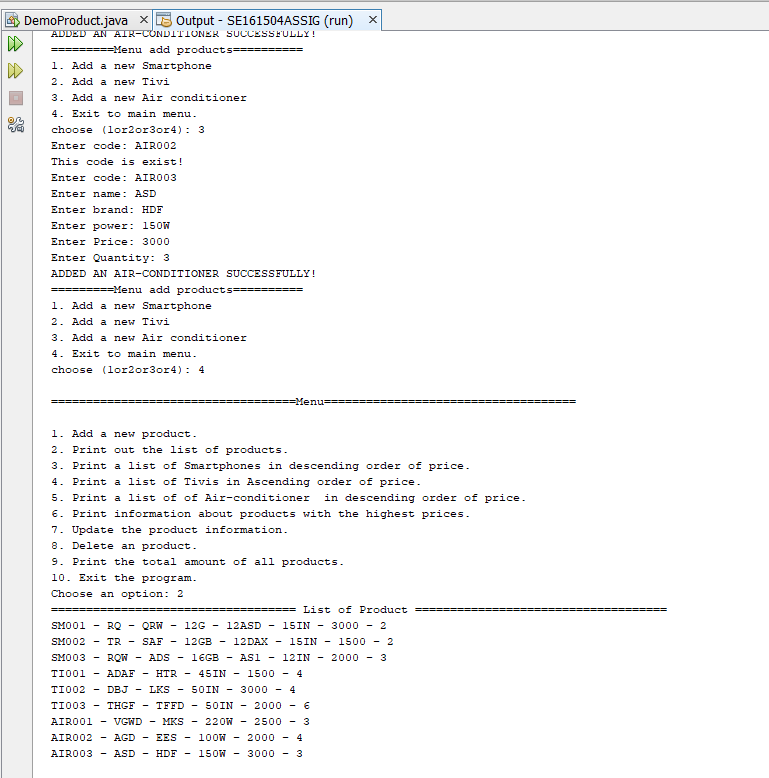 DemoProduct.java
Output - SE161504ASSIG (run)
ADDED AN AIR-CONDITIONER SUCCESSFULLY!
=========Menu add products==========
1. Add a new Smartphone
2. Add a new Tivi
3. Add a new Air conditioner
4. Exit to main menu.
choose (1or2or3or4): 3
Enter code: AIR002
This code is exist!
Enter code: AIR003
Enter name: ASD
Enter brand: HDF
Enter power: 150W
Enter Price: 3000
Enter Quantity: 3
ADDED AN AIR-CONDITIONER SUCCESSFULLY!
=========Menu add products==========
1. Add a new Smartphone
2. Add a new Tivi
3. Add a new Air conditioner
4. Exit to main menu.
choose (1or2or3or4): 4
===================================Menu====================================
1. Add a new product.
2. Print out the list of products.
3. Print a list of Smartphones in descending order of price.
4. Print a list of Tivis in Ascending order of price.
5. Print a list of of Air-conditioner  in descending order of price.
6. Print information about products with the highest prices.
7. Update the product information.
8. Delete an product.
9. Print the total amount of all products.
10. Exit the program.
Choose an option: 2
=================================== List of Product ====================================
SM001 - RQ - QRW - 12G - 12ASD - 15IN - 3000 - 2
SM002 - TR - SAF - 12GB - 12DAX - 15IN - 1500 - 2
SM003 - RQW - ADS - 16GB - AS1 - 12IN - 2000 - 3
TI001 - ADAF - HTR - 45IN - 1500 - 4
TI002 - DBJ - LKS - 50IN - 3000 - 4
TI003 - THGF - TFFD - 50IN - 2000 - 6
AIR001 - VGWD - MKS - 220W - 2500 - 3
AIR002 - AGD - EES - 100W - 2000 - 4
AIR003 - ASD - HDF - 150W - 3000 - 3